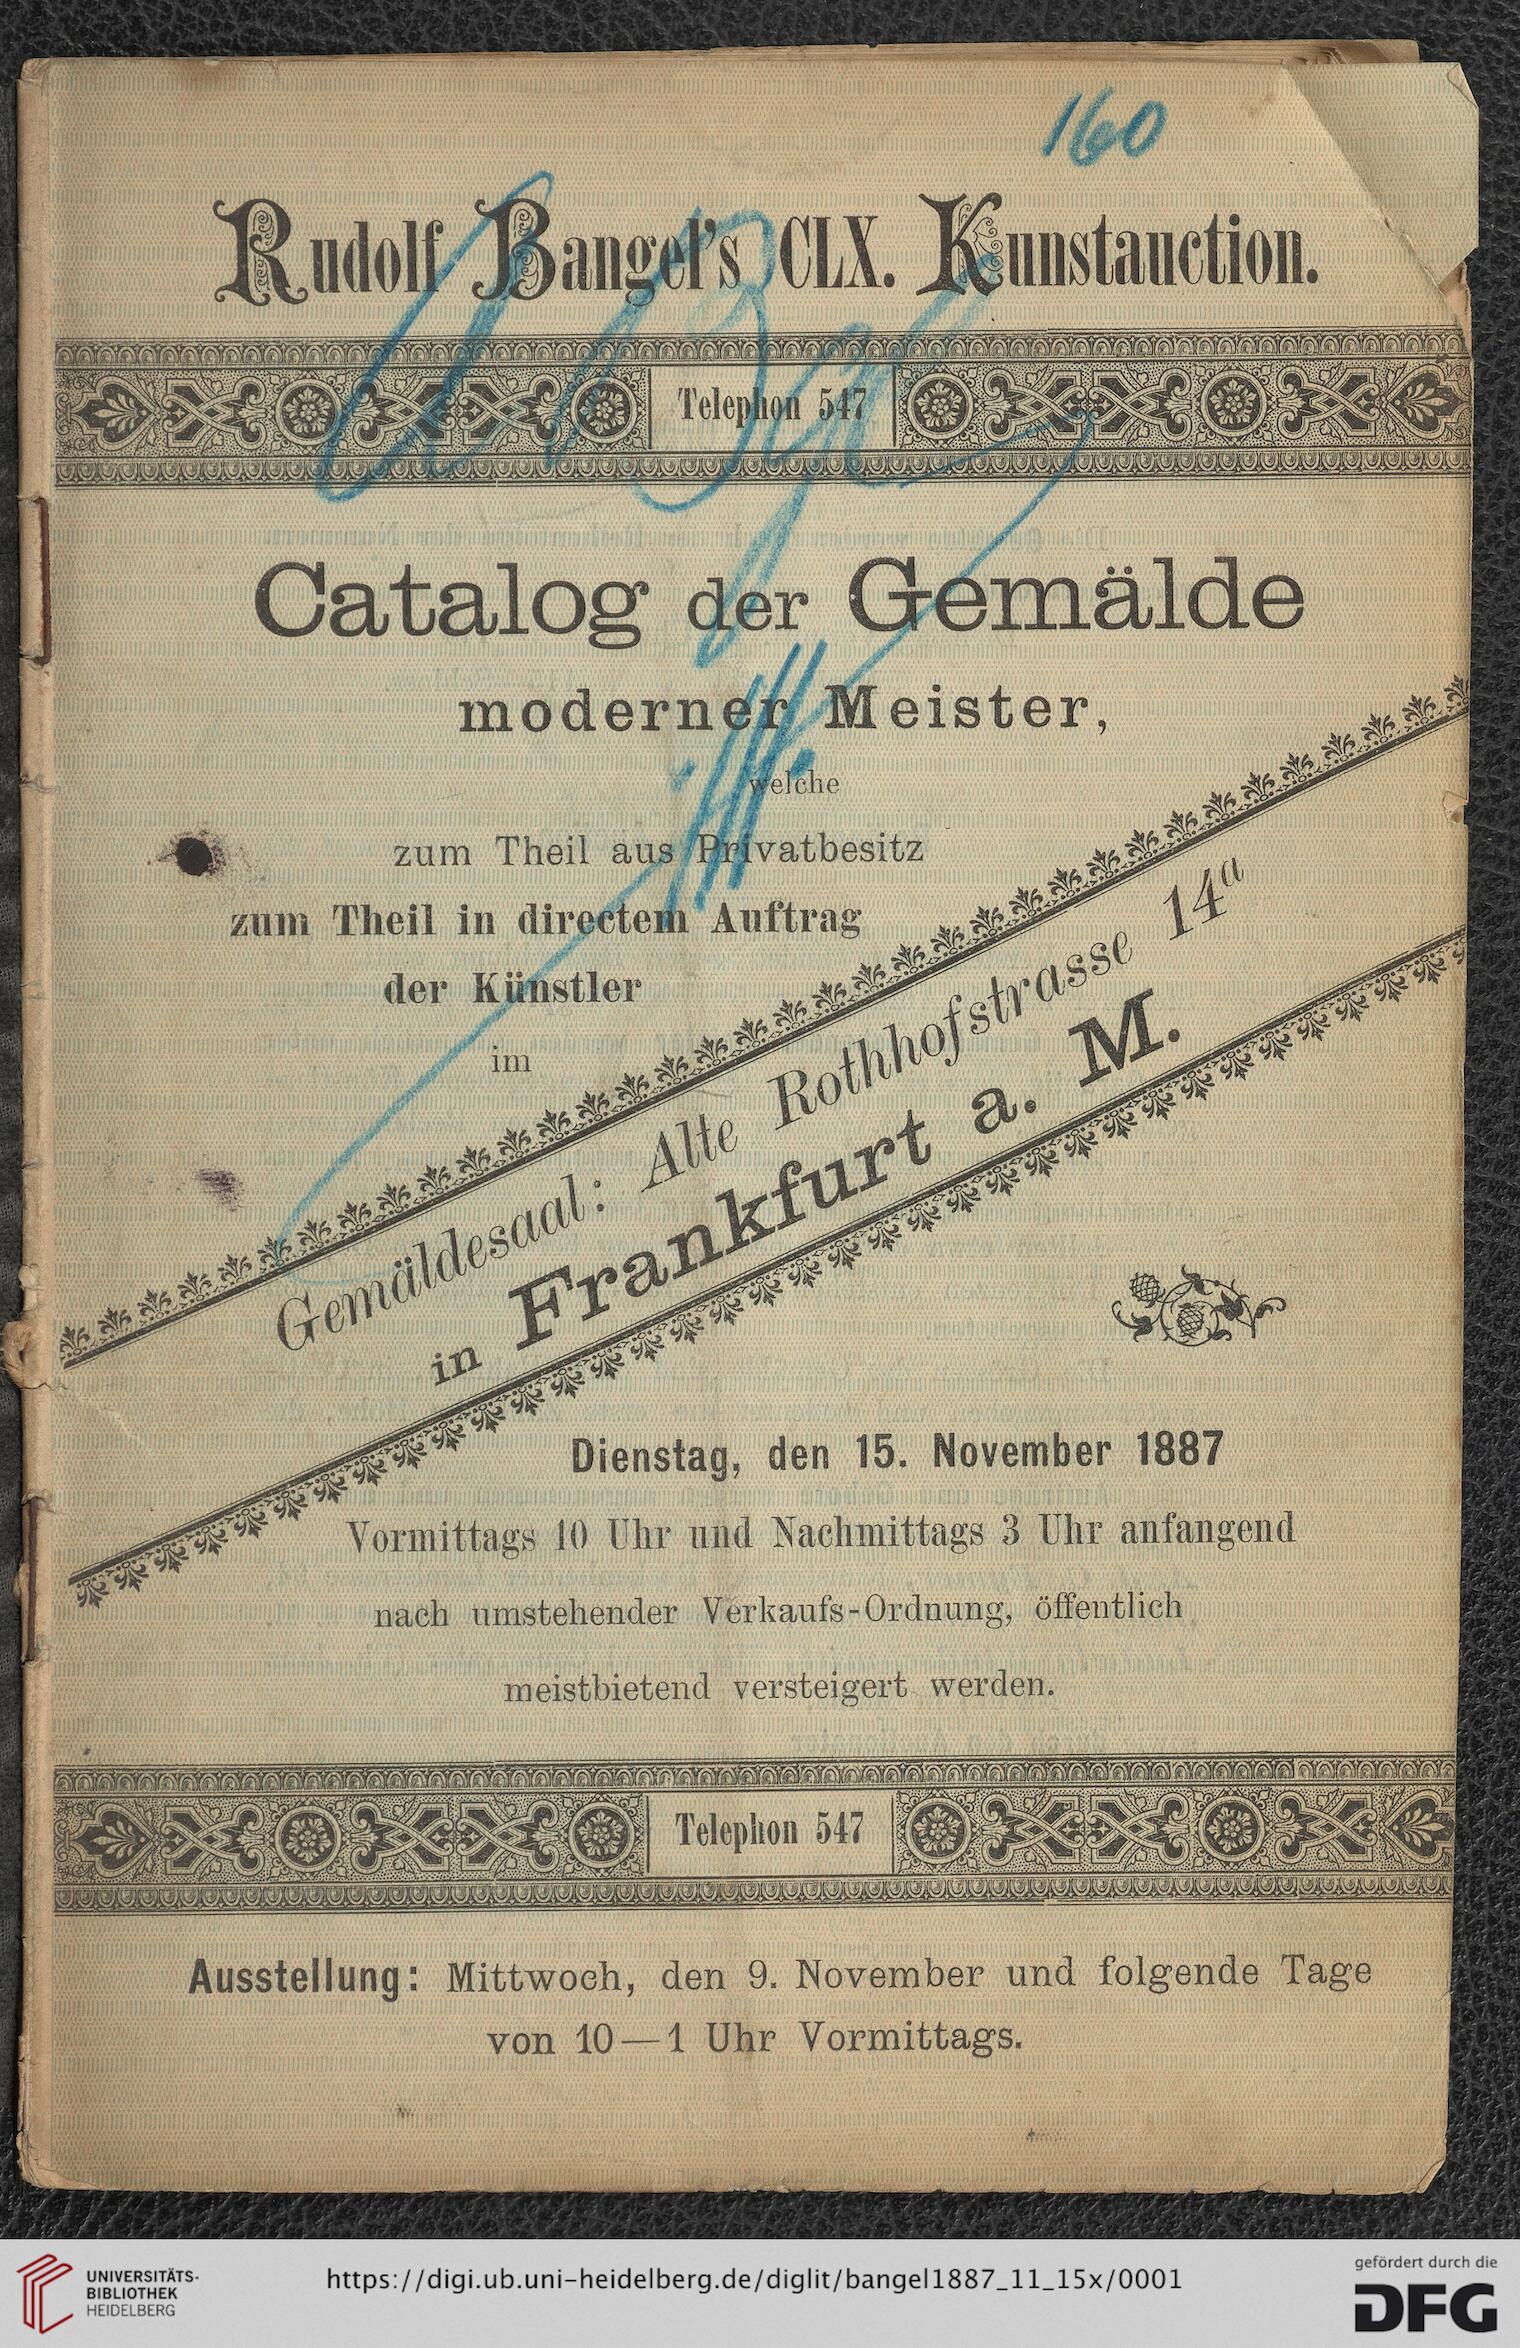 160
Rudolf Bangel's CLX. Kunstauction.
Telephon 547
Catalog der Gemälde
moderner Meister,
welche
zum Theil aus Privatbesitz
zum Theil in directem Auftrag
der Künstler
im
Gemäldesaal: Alte Rothhofstrasse 14a
in Frankfurt a. M.
Dienstag, den 15. November 1887
Vormittags 10 Uhr und Nachmittags 3 Uhr anfangend
nach umstehender Verkaufs-Ordnung, öffentlich
meistbietend versteigert werden.
Telephon 547
Ausstellung: Mittwoch, den 9. November und folgende Tage
von 10—1 Uhr Vormittags.
UNIVERSITÄTS-
BIBLIOTHEK
HEIDELBERG
https://digi.ub.uni-heidelberg.de/diglit/bangel1887_11_15x/0001
gefördert durch die
DFG